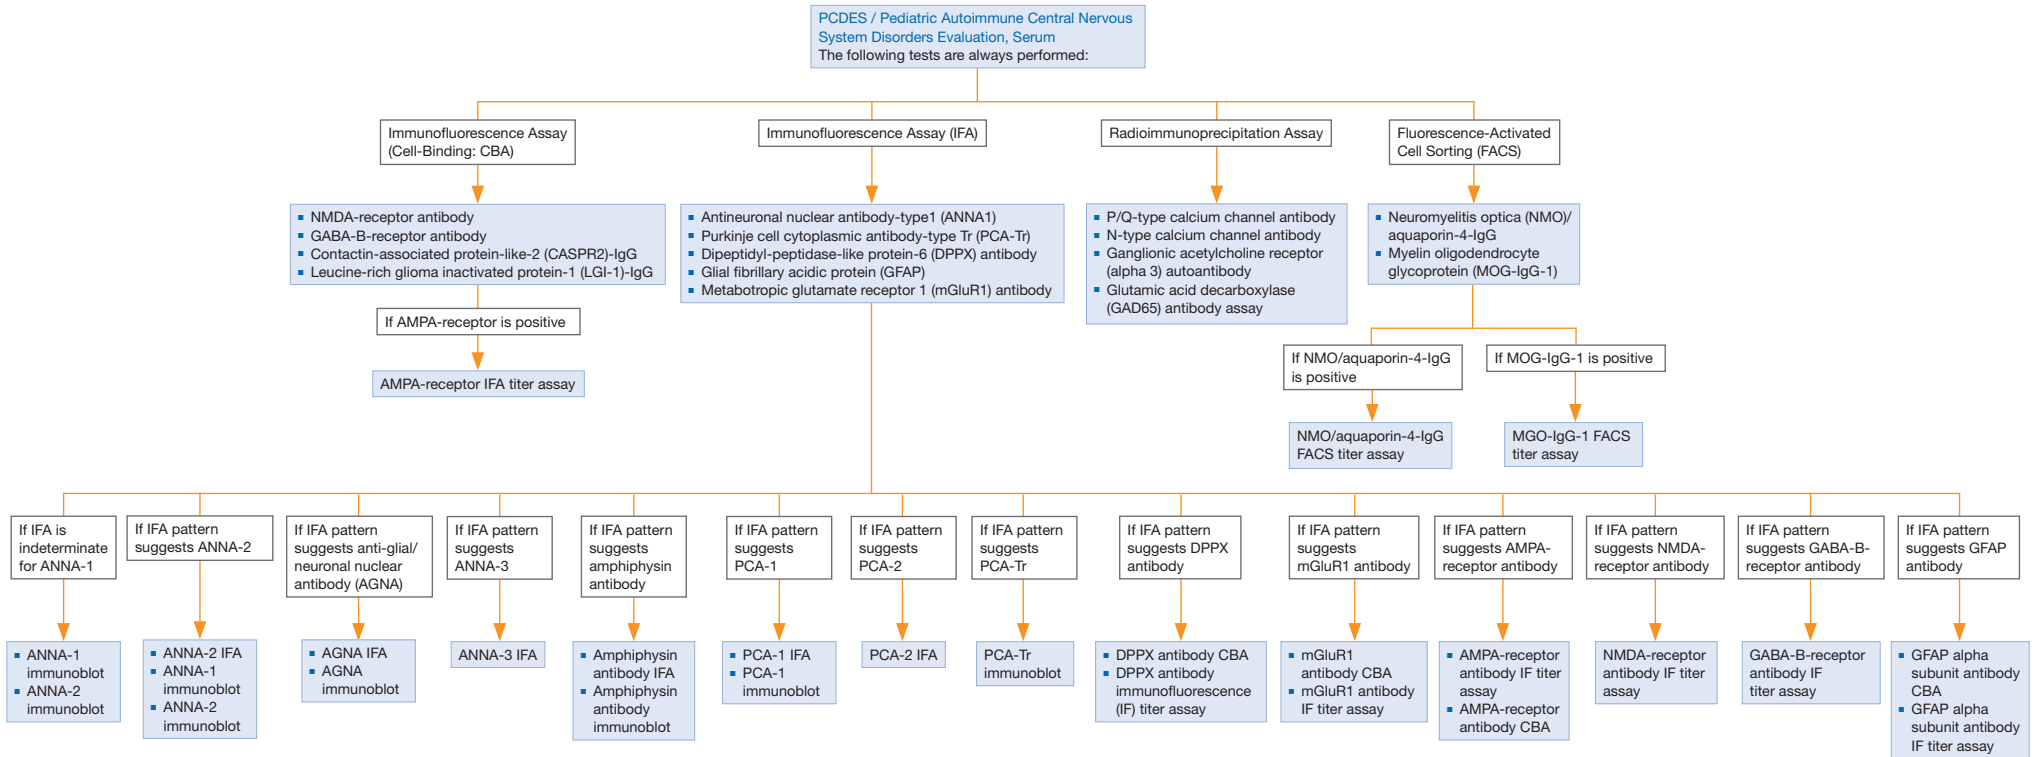 PCDES / Pediatric Autoimmune Central Nervous
System Disorders Evaluation, Serum
The following tests are always performed:
Immunofluorescence Assay
(Cell-Binding: CBA)
Immunofluorescence Assay (IFA)
Radioimmunoprecipitation Assay
Fluorescence-Activated
Cell Sorting (FACS)
▪ NMDA-receptor antibody
▪ GABA-B-receptor antibody
▪ Contactin-associated protein-like-2 (CASPR2)-IgG
▪ Leucine-rich glioma inactivated protein-1 (LGI-1)-IgG
▪ Antineuronal nuclear antibody-type1 (ANNA1)
▪ Purkinje cell cytoplasmic antibody-type Tr (PCA-Tr)
▪ Dipeptidyl-peptidase-like protein-6 (DPPX) antibody
▪ Glial fibrillary acidic protein (GFAP)
▪ Metabotropic glutamate receptor 1 (mGluR1) antibody
▪ P/Q-type calcium channel antibody
▪ N-type calcium channel antibody
▪ Ganglionic acetylcholine receptor
(alpha 3) autoantibody
▪ Glutamic acid decarboxylase
(GAD65) antibody assay
▪ Neuromyelitis optica (NMO)/
aquaporin-4-IgG
▪ Myelin oligodendrocyte
glycoprotein (MOG-IgG-1)
If AMPA-receptor is positive
AMPA-receptor IFA titer assay
If NMO/aquaporin-4-IgG
is positive
If MOG-IgG-1 is positive
NMO/aquaporin-4-IgG
FACS titer assay
MGO-IgG-1 FACS
titer assay
If IFA is
indeterminate
for ANNA-1
If IFA pattern
suggests ANNA-2
If IFA pattern
suggests anti-glial/
neuronal nuclear
antibody (AGNA)
If IFA pattern
suggests
ANNA-3
If IFA pattern
suggests
amphiphysin
antibody
If IFA pattern
suggests
PCA-1
If IFA pattern
suggests
PCA-2
If IFA pattern
suggests
PCA-Tr
If IFA pattern
suggests DPPX
antibody
If IFA pattern
suggests
mGluR1 antibody
If IFA pattern
suggests AMPA-
receptor antibody
If IFA pattern
suggests NMDA-
receptor antibody
If IFA pattern
suggests GABA-B-
receptor antibody
If IFA pattern
suggests GFAP
antibody
▪ ANNA-1
immunoblot
▪ ANNA-2
immunoblot
▪ ANNA-2 IFA
▪ ANNA-1
immunoblot
▪ ANNA-2
immunoblot
▪ AGNA IFA
▪ AGNA
immunoblot
ANNA-3 IFA
▪ Amphiphysin
antibody IFA
▪ Amphiphysin
antibody
immunoblot
▪ PCA-1 IFA
▪ PCA-1
immunoblot
PCA-2 IFA
PCA-Tr
immunoblot
▪ DPPX antibody CBA
▪ DPPX antibody
immunofluorescence
(IF) titer assay
▪ mGluR1
antibody CBA
▪ mGluR1 antibody
IF titer assay
▪ AMPA-receptor
antibody IF titer
assay
▪ AMPA-receptor
antibody CBA
NMDA-receptor
antibody IF titer
assay
GABA-B-receptor
antibody IF
titer assay
▪ GFAP alpha
subunit antibody
CBA
▪ GFAP alpha
subunit antibody
IF titer assay